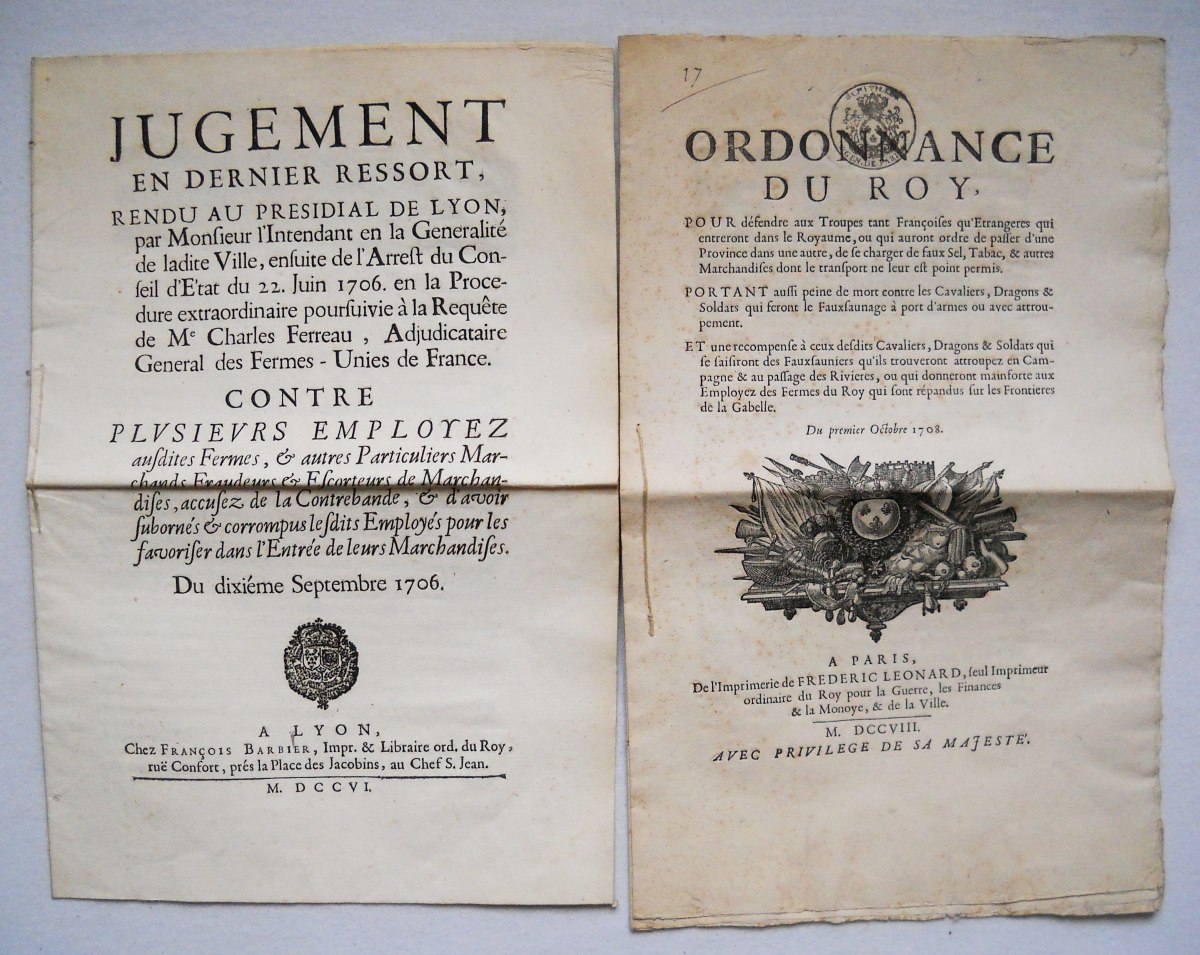 JUGEMENT
EN DERNIER RESSORT,
RENDU AU PRESIDIAL DE LYON,
par Monſieur l'Intendant en la Generalité
de ladite Ville, enſuite de l'Arreſt du Con-
ſeil d'Etat du 22. Juin 1706. en la Proce-
dure extraordinaire pourſuivie à la Requête
de Me Charles Ferreau , Adjudicataire
General des Fermes - Unies de France.
CONTRE
PLVSIEVRS EMPLOYEZ
auſdites Fermes, & autres Particuliers Mar-
chands Fraudeurs & Eſcorteurs de Marchan-
diſes, accuſez de la Contrebande, & d'avoir
ſubornés & corrompus leſdits Employés pour les
favoriſer dans l'Entrée de leurs Marchandiſes.
Du dixiéme Septembre 1706.
A LYON,
Chez FRANÇOIS BARBIER, Impr. & Libraire ord. du Roy,
ruë Confort, prés la Place des Jacobins, au Chef S. Jean.
M. DCCVI.
17
GEN. DE PARIS
ORDONNANCE
DU ROY,
POUR défendre aux Troupes tant Françoiſes qu'Etrangeres qui
entreront dans le Royaume, ou qui auront ordre de paſſer d'une
Province dans une autre, de ſe charger de faux Sel, Tabac, & autres
Marchandiſes dont le tranſport ne leur eſt point permis.
PORTANT auſſi peine de mort contre les Cavaliers, Dragons &
Soldats qui feront le Fauxſaunage à port d'armes ou avec attrou-
pement.
ET une recompenſe à ceux deſdits Cavaliers, Dragons & Soldats qui
ſe ſaiſiront des Fauxſauniers qu'ils trouveront attroupez en Cam-
pagne & au paſſage des Rivieres, ou qui donneront mainforte aux
Employez des Fermes du Roy qui ſont répandus ſur les Frontieres
de la Gabelle.
Du premier Octobre 1708.
A PARIS,
De l'Imprimerie de FREDERIC LEONARD, ſeul Imprimeur
ordinaire du Roy pour la Guerre, les Finances
& la Monoye, & de la Ville.
M. DCCVIII.
AVEC PRIVILEGE DE SA MAJESTÉ.